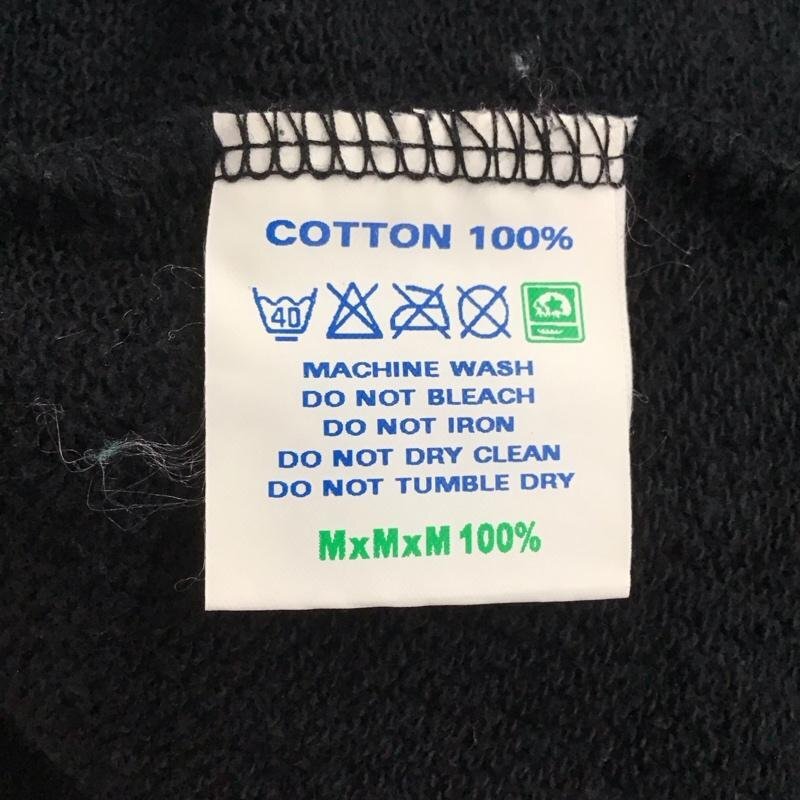 COTTON 100%
40
MACHINE WASH
DO NOT BLEACH
DO NOT IRON
DO NOT DRY CLEAN
DO NOT TUMBLE DRY
MxMxM 100%